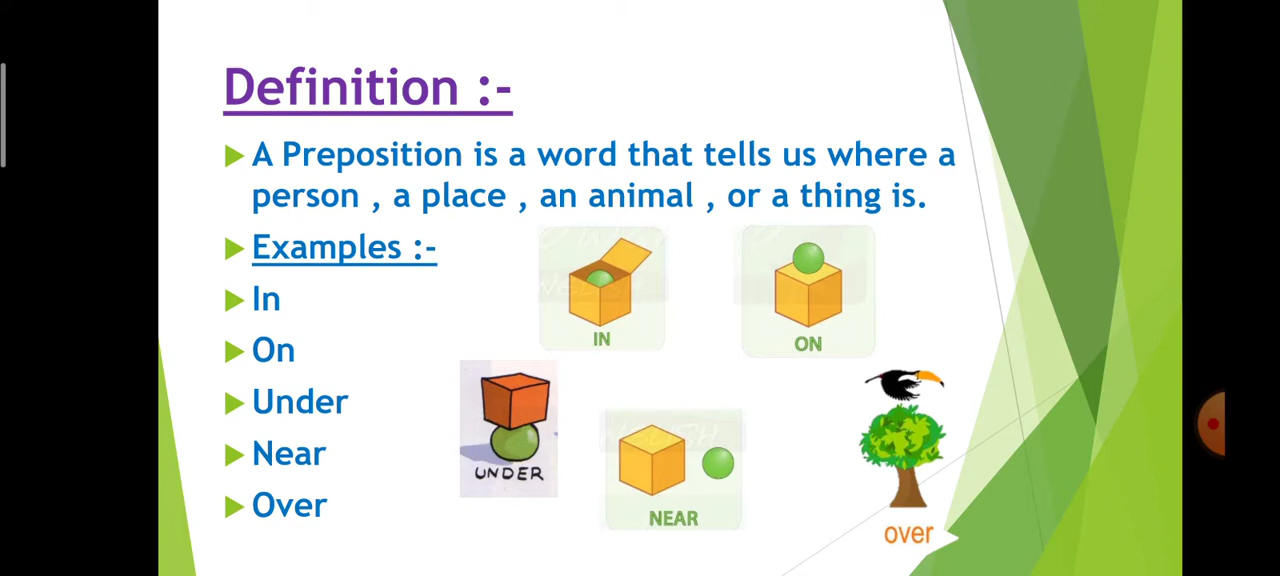 Definition :-
A Preposition is a word that tells us where a
person , a place , an animal , or a thing is.
Examples :-
In
On
Under
Near
Over
IN
ON
UNDER
NEAR
over